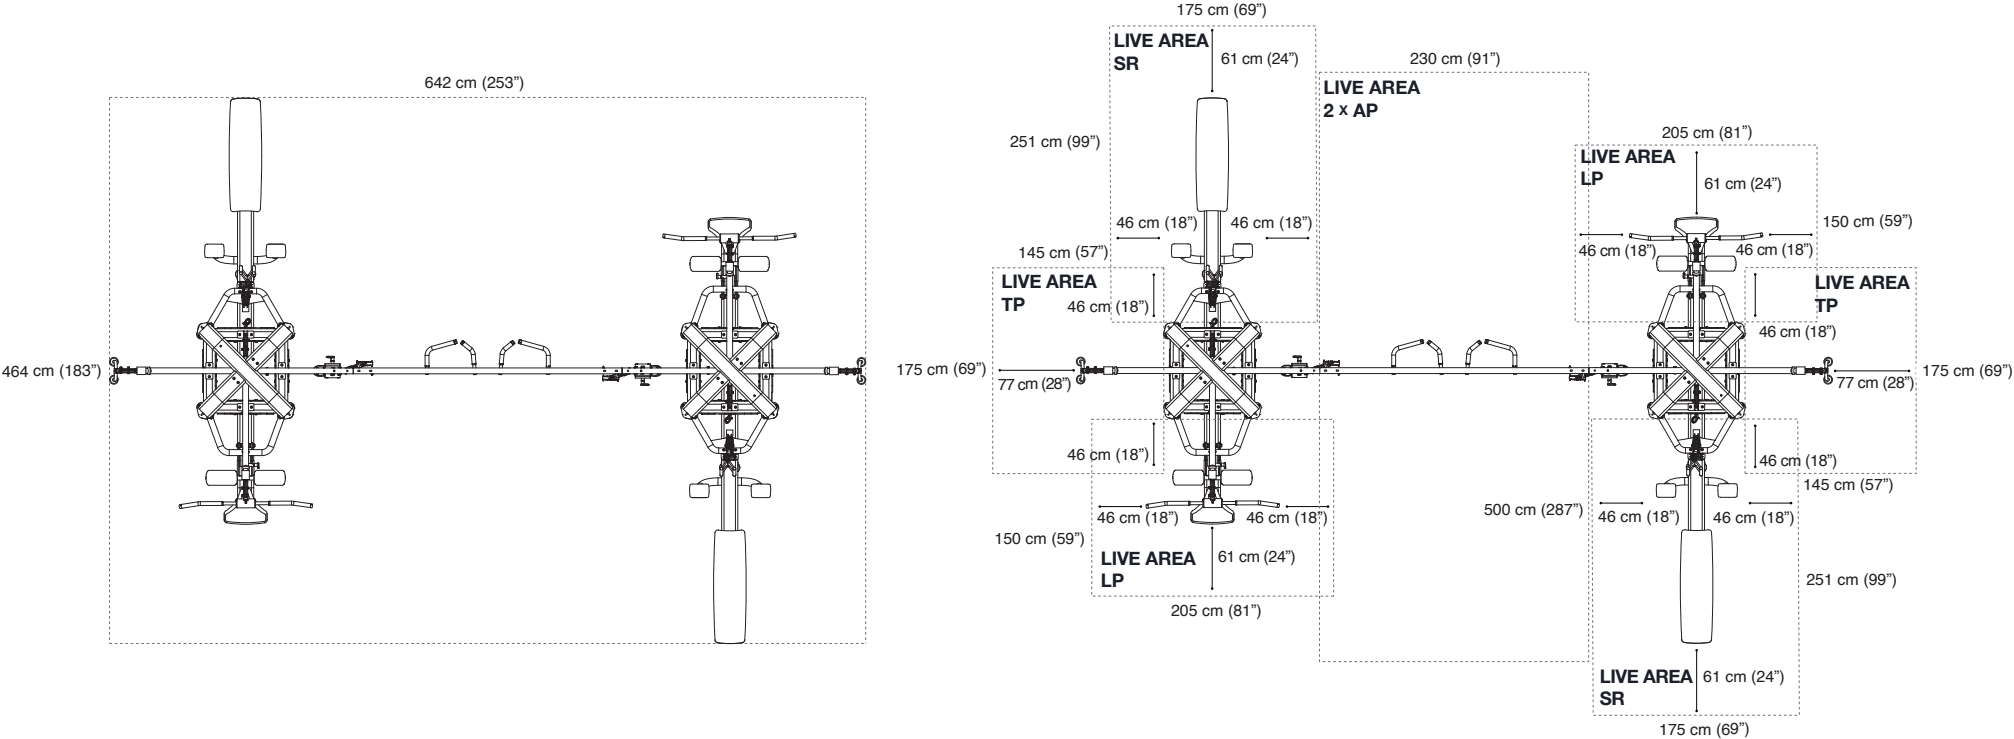 642 cm (253”)
464 cm (183”)
175 cm (69”)
LIVE AREA
SR
61 cm (24”)
251 cm (99”)
46 cm (18”)
46 cm (18”)
145 cm (57”)
LIVE AREA
TP
46 cm (18”)
175 cm (69”)
77 cm (28”)
46 cm (18”)
46 cm (18”)
46 cm (18”)
150 cm (59”)
LIVE AREA
LP
61 cm (24”)
205 cm (81”)
230 cm (91”)
LIVE AREA
2 x AP
500 cm (287”)
205 cm (81”)
LIVE AREA
LP
61 cm (24”)
150 cm (59”)
46 cm (18”)
46 cm (18”)
LIVE AREA
TP
46 cm (18”)
175 cm (69”)
77 cm (28”)
46 cm (18”)
145 cm (57”)
46 cm (18”)
46 cm (18”)
251 cm (99”)
LIVE AREA
SR
61 cm (24”)
175 cm (69”)